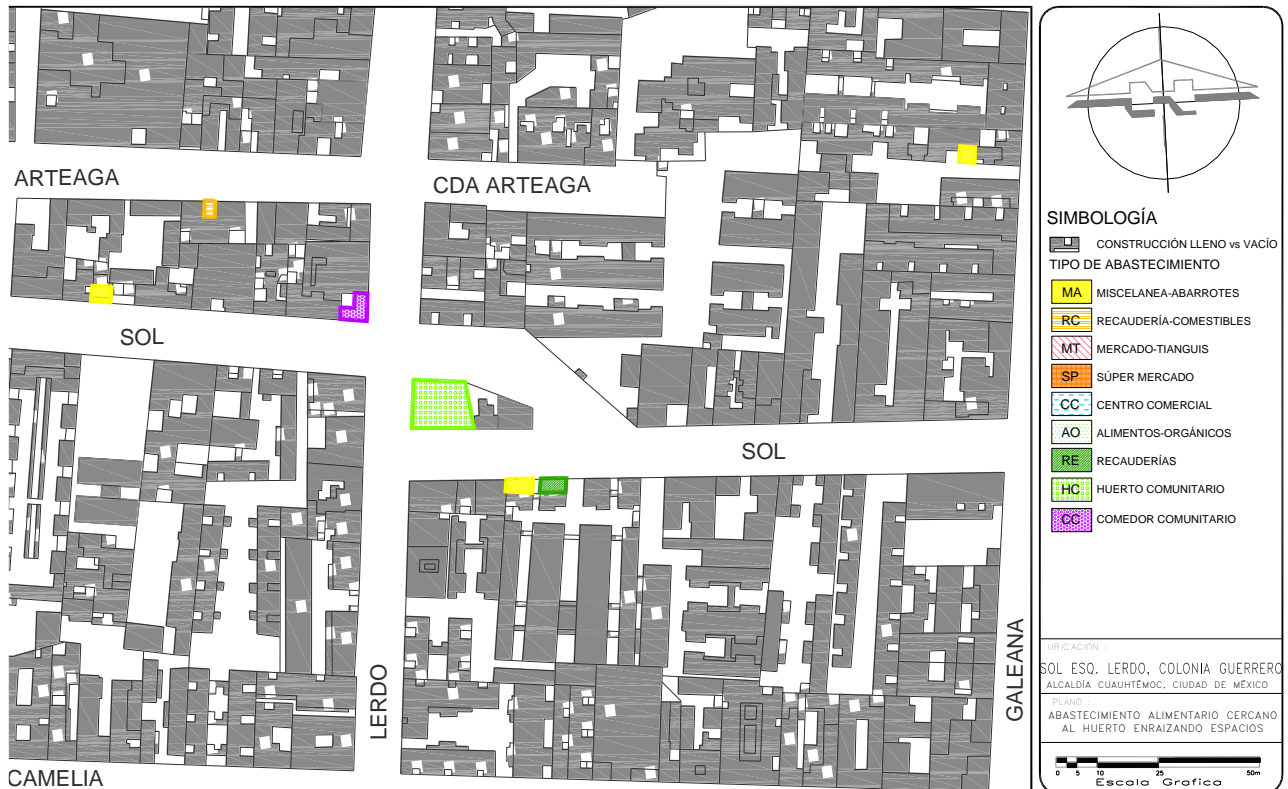 ARTEAGA
CDA ARTEAGA
SOL
SOL
LERDO
GALEANA
CAMELIA
SIMBOLOGÍA
CONSTRUCCIÓN LLENO vs VACÍO
TIPO DE ABASTECIMIENTO
MA MISCELANEA-ABARROTES
RC RECAUDERÍA-COMESTIBLES
MT MERCADO-TIANGUIS
SP SÚPER MERCADO
CC CENTRO COMERCIAL
AO ALIMENTOS-ORGÁNICOS
RE RECAUDERÍAS
HC HUERTO COMUNITARIO
CC COMEDOR COMUNITARIO
UBICACIÓN :
SOL ESQ. LERDO, COLONIA GUERRERO
ALCALDÍA CUAUHTÉMOC, CIUDAD DE MÉXICO
PLANO :
ABASTECIMIENTO ALIMENTARIO CERCANO
AL HUERTO ENRAIZANDO ESPACIOS
0 5 10 25 50m
Escala Grafica